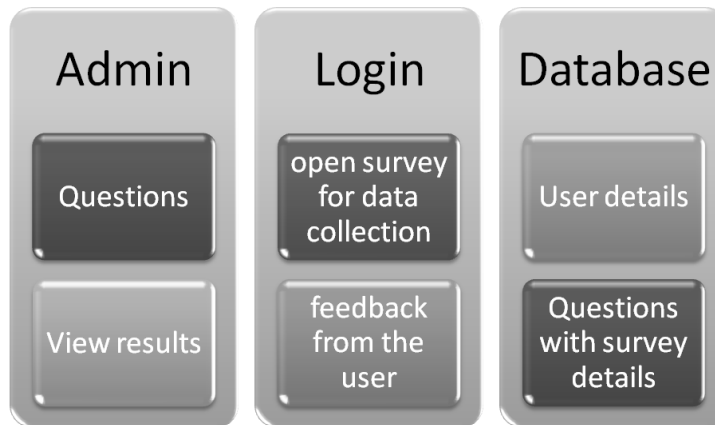 Admin
Questions
View results
Login
open survey
for data
collection
feedback
from the
user
Database
User details
Questions
with survey
details